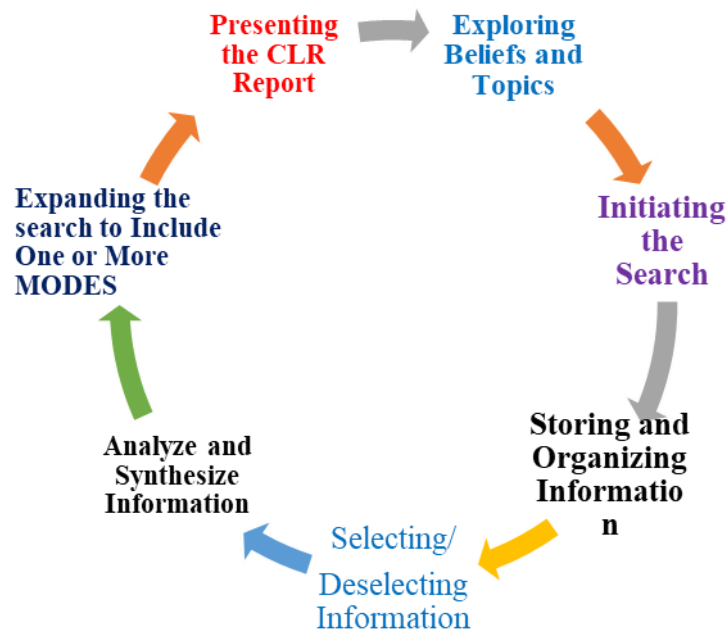 Presenting
the CLR
Report
Exploring
Beliefs and
Topics
Initiating
the
Search
Storing and
Organizing
Informatio
n
Selecting/
Deselecting
Information
Analyze and
Synthesize
Information
Expanding the
search to Include
One or More
MODES